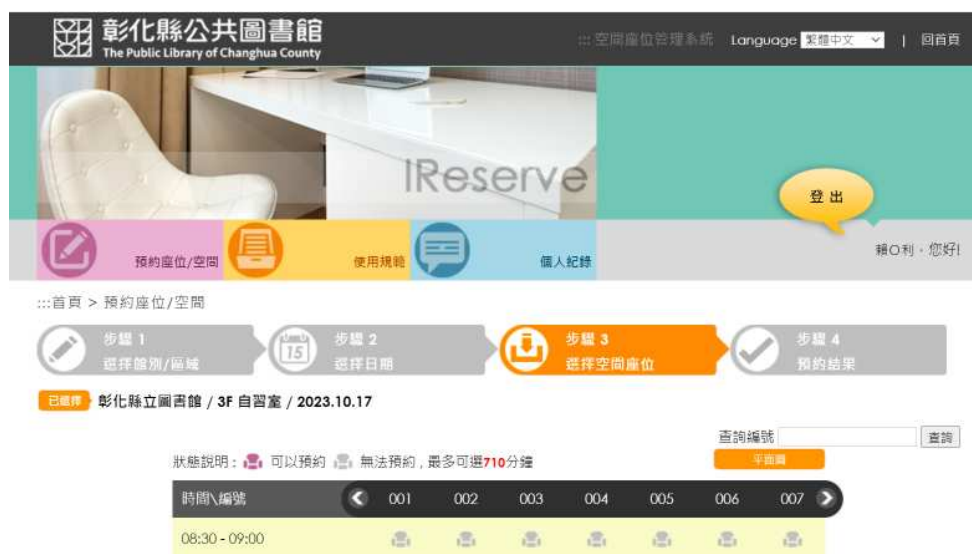 彰化縣公共圖書館
The Public Library of Changhua County
:::空間座位管理系統 Language 繁體中文 | 回首頁
IReserve
登出
預約座位/空間 使用規範 個人紀錄
賴O利，您好!
:::首頁 > 預約座位/空間
步驟 1 步驟 2 步驟 3 步驟 4
選擇館別/區域 15 選擇日期 選擇空間座位 預約結果
已選擇 彰化縣立圖書館 / 3F 自習室 / 2023.10.17
查詢編號 查詢
狀態說明： 可以預約 無法預約，最多可選710分鐘 平面圖
時間\編號 001 002 003 004 005 006 007
08:30 - 09:00